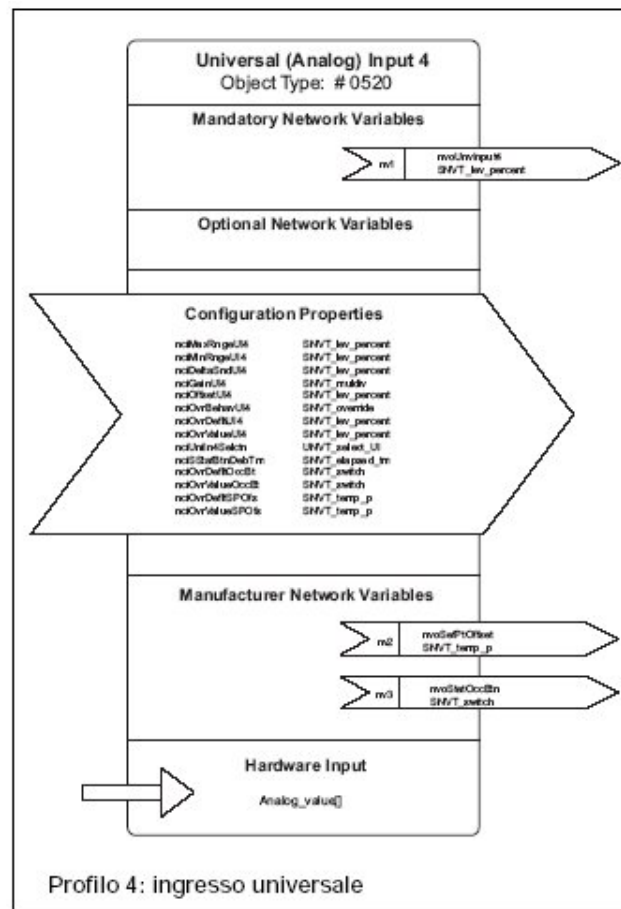 Universal (Analog) Input 4
Object Type: # 0520
Mandatory Network Variables
nv1 nvoUnvInput4
SNVT_lev_percent
Optional Network Variables
Configuration Properties
nciMaxRngeUI4 SNVT_lev_percent
nciMinRngeUI4 SNVT_lev_percent
nciDeltaSndUI4 SNVT_lev_percent
nciGainUI4 SNVT_muldiv
nciOffsetUI4 SNVT_lev_percent
nciOvrBehavUI4 SNVT_override
nciOvrDefltUI4 SNVT_lev_percent
nciOvrValueUI4 SNVT_lev_percent
nciUnIn4Selctn UNVT_select_UI
nciSStatBtnDebTm SNVT_elapsed_tm
nciOvrDefltOccBt SNVT_switch
nciOvrValueOccBt SNVT_switch
nciOvrDefltSPOfs SNVT_temp_p
nciOvrValueSPOfs SNVT_temp_p
Manufacturer Network Variables
nv2 nvoSetPtOffset
SNVT_temp_p
nv3 nvoStatOccBtn
SNVT_switch
Hardware Input
Analog_value[]
Profilo 4: ingresso universale